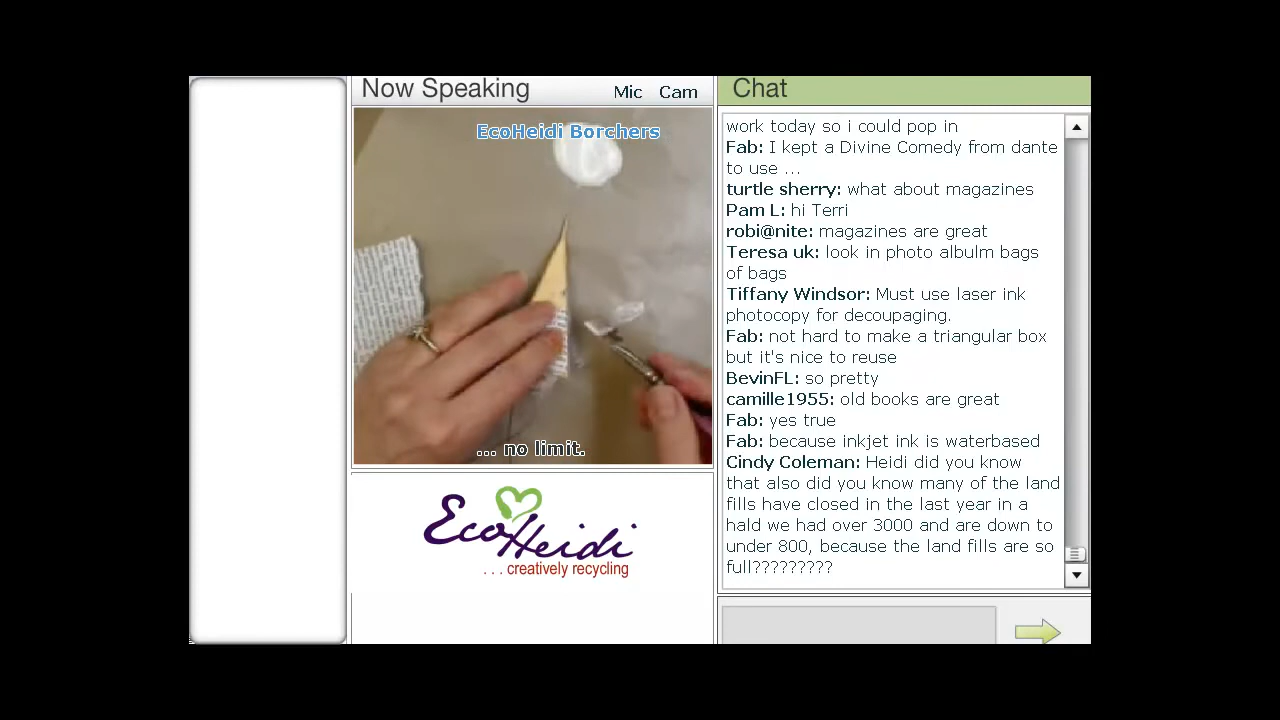 Now Speaking
Mic Cam
EcoHeidi Borchers
... no limit.
EcoHeidi
. . . creatively recycling
Chat
work today so i could pop in
Fab: I kept a Divine Comedy from dante
to use ...
turtle sherry: what about magazines
Pam L: hi Terri
robi@nite: magazines are great
Teresa uk: look in photo albulm bags
of bags
Tiffany Windsor: Must use laser ink
photocopy for decoupaging.
Fab: not hard to make a triangular box
but it's nice to reuse
BevinFL: so pretty
camille1955: old books are great
Fab: yes true
Fab: because inkjet ink is waterbased
Cindy Coleman: Heidi did you know
that also did you know many of the land
fills have closed in the last year in a
hald we had over 3000 and are down to
under 800, because the land fills are so
full?????????